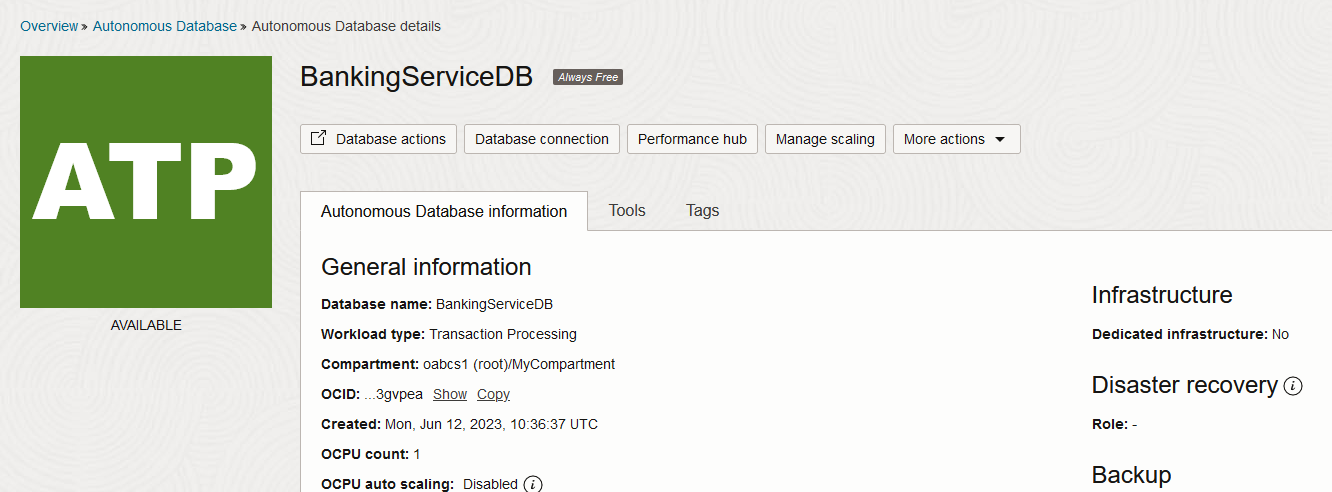 Overview » Autonomous Database » Autonomous Database details
ATP
AVAILABLE
BankingServiceDB Always Free
Database actions Database connection Performance hub Manage scaling More actions
Autonomous Database information Tools Tags
General information
Database name: BankingServiceDB
Workload type: Transaction Processing
Compartment: oabcs1 (root)/MyCompartment
OCID: ...3gvpea Show Copy
Created: Mon, Jun 12, 2023, 10:36:37 UTC
OCPU count: 1
OCPU auto scaling: Disabled i
Infrastructure
Dedicated infrastructure: No
Disaster recovery i
Role: -
Backup